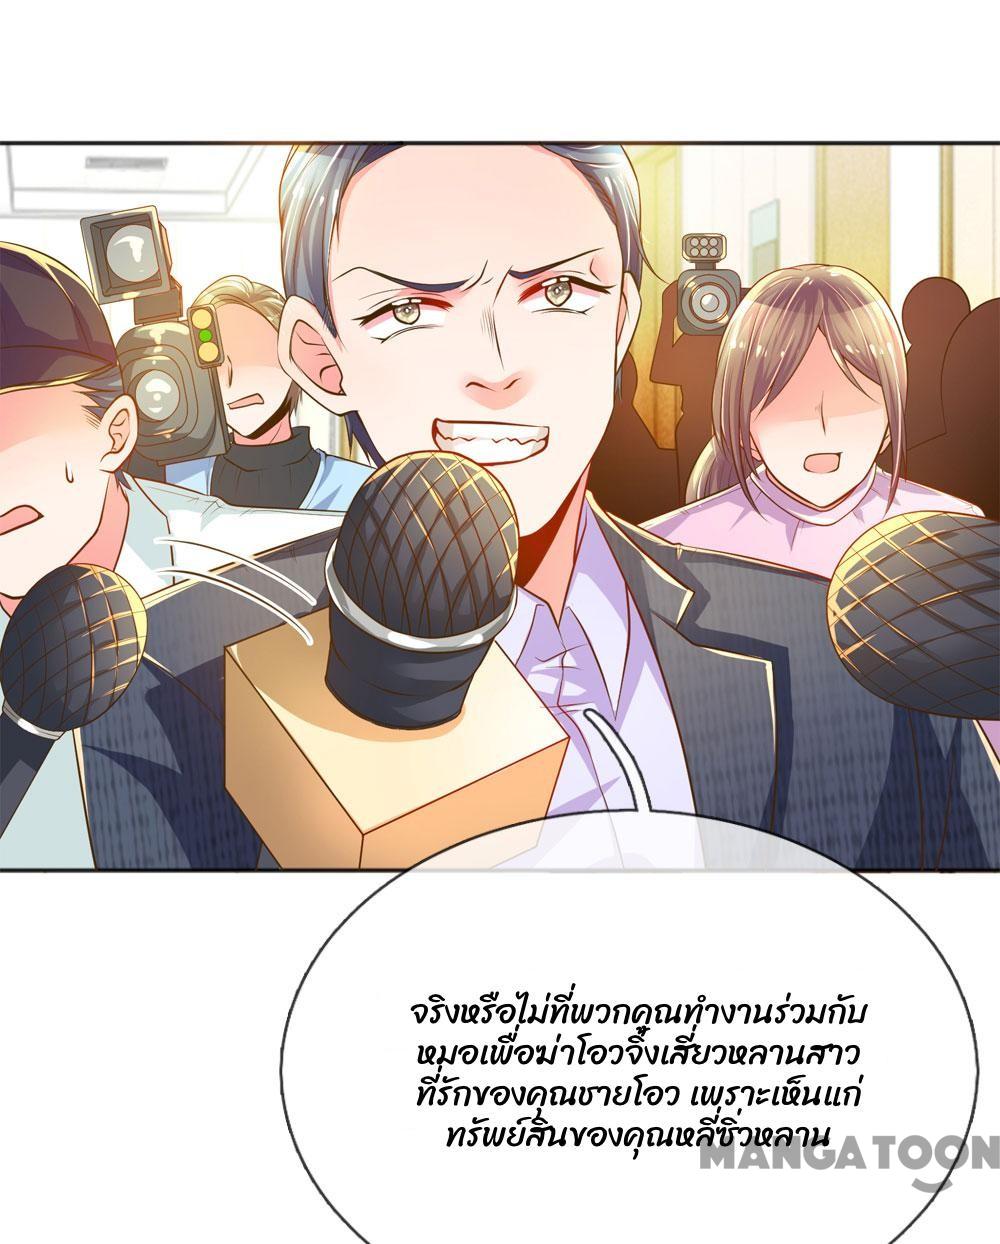 จริงหรือไม่ที่พวกคุณทำงานร่วมกับ
หมอเพื่อฆ่าโอวจิ้งเสี่ยวหลานสาว
ที่รักของคุณชายโอว เพราะเห็นแก่
ทรัพย์สินของคุณหลี่ซิ่วหลาน
MANGATOON